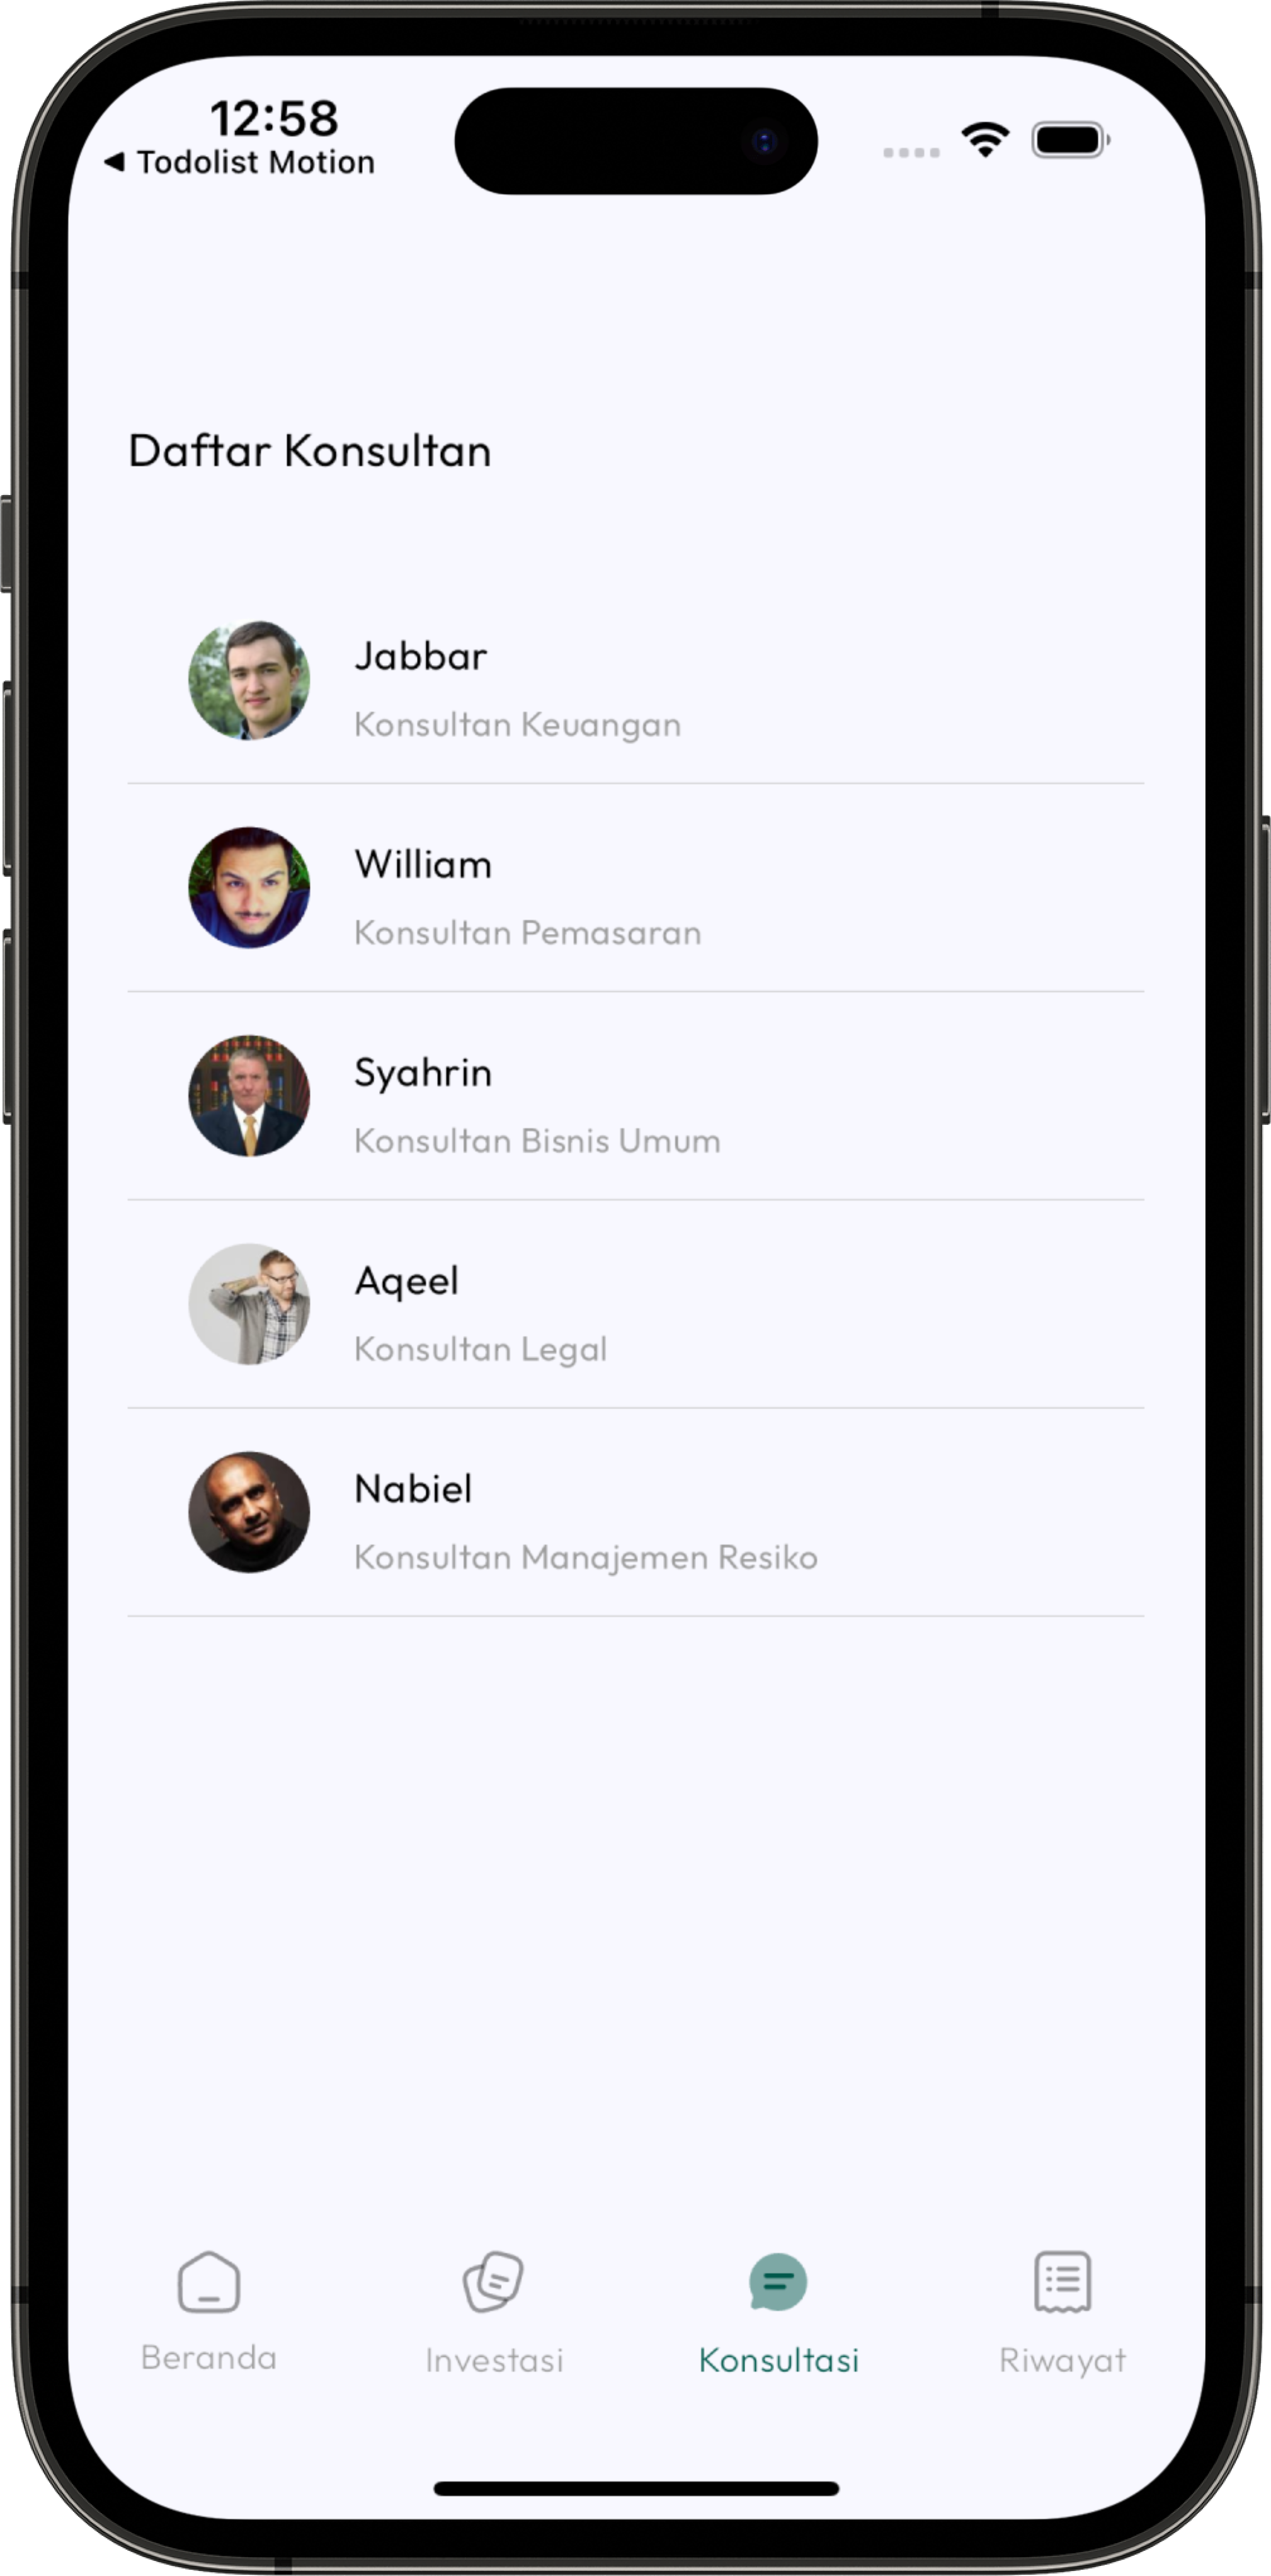 12:58
◀ Todolist Motion
Daftar Konsultan
Jabbar
Konsultan Keuangan
William
Konsultan Pemasaran
Syahrin
Konsultan Bisnis Umum
Aqeel
Konsultan Legal
Nabiel
Konsultan Manajemen Resiko
Beranda
Investasi
Konsultasi
Riwayat